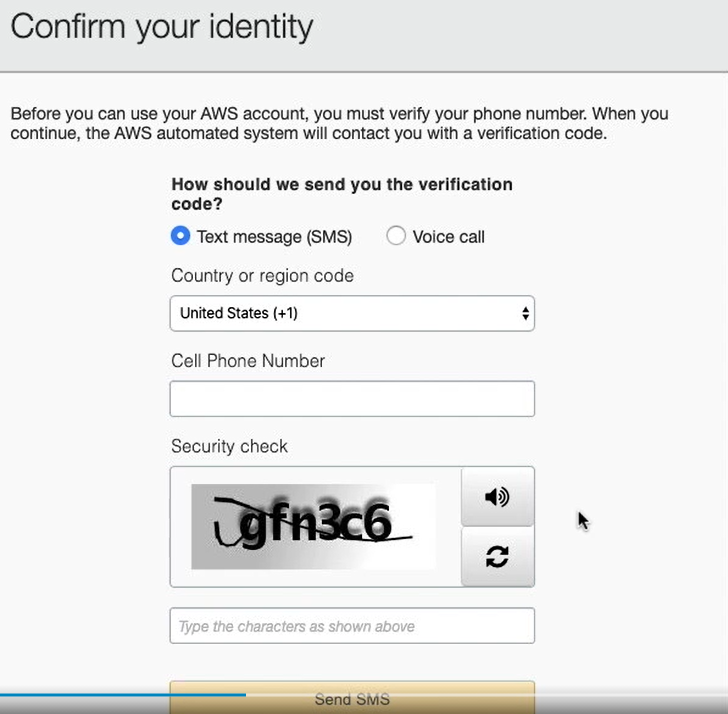 Confirm your identity
Before you can use your AWS account, you must verify your phone number. When you
continue, the AWS automated system will contact you with a verification code.
How should we send you the verification
code?
Text message (SMS) Voice call
Country or region code
United States (+1)
Cell Phone Number
Security check
gfn3c6
Type the characters as shown above
Send SMS